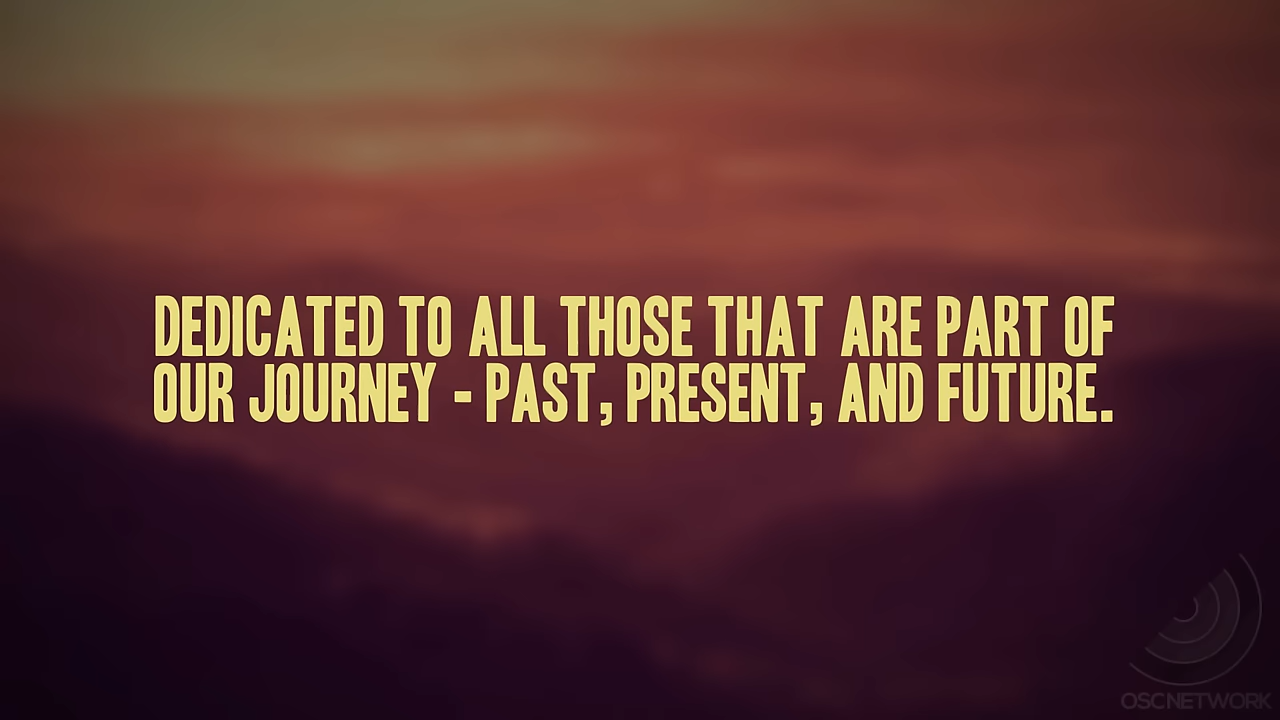 DEDICATED TO ALL THOSE THAT ARE PART OF
OUR JOURNEY - PAST, PRESENT, AND FUTURE.
OSCNETWORK